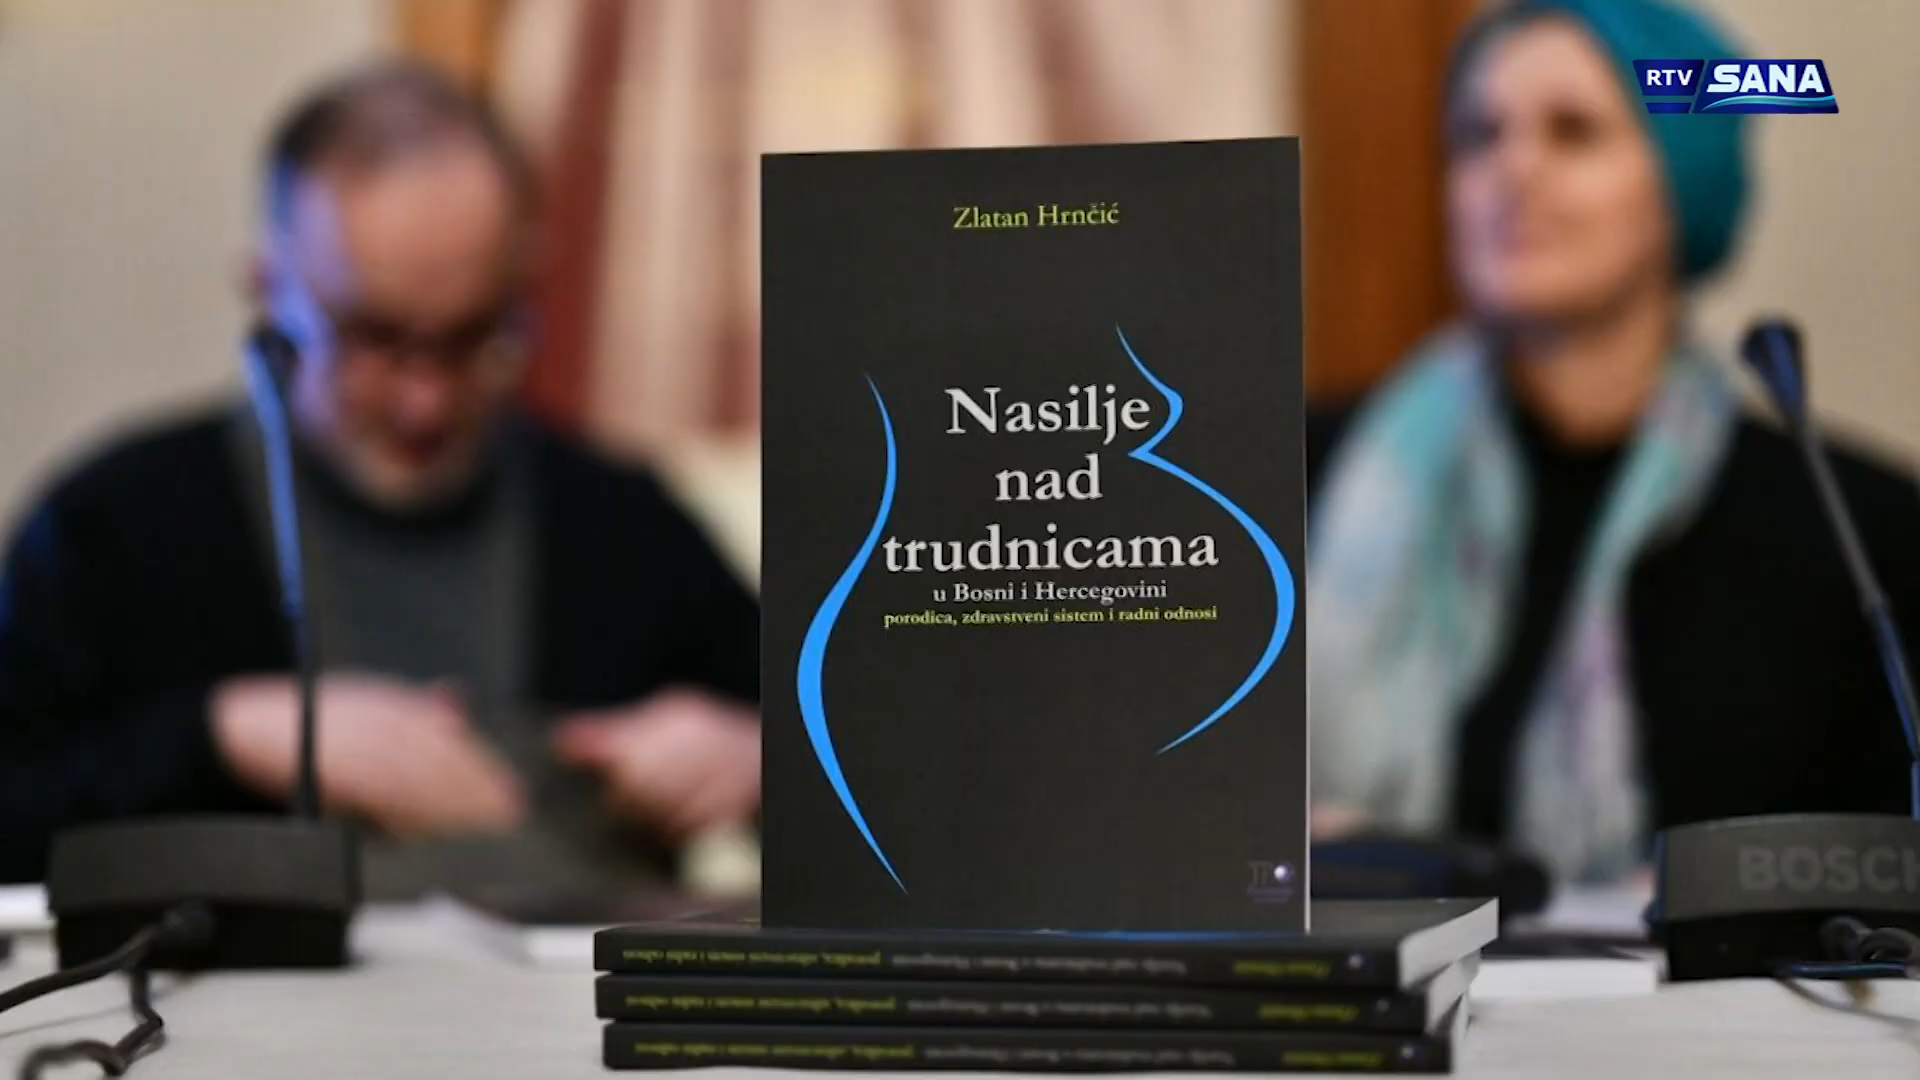 RTV SANA
Zlatan Hrnčić
Nasilje
nad
trudnicama
u Bosni i Hercegovini
porodica, zdravstveni sistem i radni odnosi
BOSCH